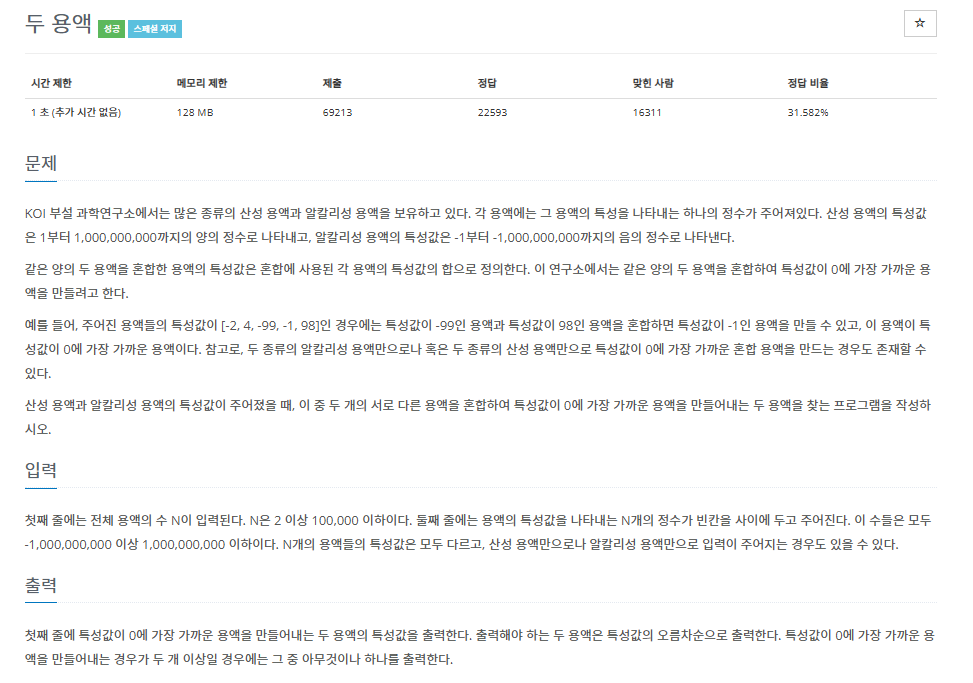 두 용액 성공 스페셜 저지
☆
시간 제한 메모리 제한 제출 정답 맞힌 사람 정답 비율
1 초 (추가 시간 없음) 128 MB 69213 22593 16311 31.582%
문제
KOI 부설 과학연구소에서는 많은 종류의 산성 용액과 알칼리성 용액을 보유하고 있다. 각 용액에는 그 용액의 특성을 나타내는 하나의 정수가 주어져있다. 산성 용액의 특성값
은 1부터 1,000,000,000까지의 양의 정수로 나타내고, 알칼리성 용액의 특성값은 -1부터 -1,000,000,000까지의 음의 정수로 나타낸다.
같은 양의 두 용액을 혼합한 용액의 특성값은 혼합에 사용된 각 용액의 특성값의 합으로 정의한다. 이 연구소에서는 같은 양의 두 용액을 혼합하여 특성값이 0에 가장 가까운 용
액을 만들려고 한다.
예를 들어, 주어진 용액들의 특성값이 [-2, 4, -99, -1, 98]인 경우에는 특성값이 -99인 용액과 특성값이 98인 용액을 혼합하면 특성값이 -1인 용액을 만들 수 있고, 이 용액이 특
성값이 0에 가장 가까운 용액이다. 참고로, 두 종류의 알칼리성 용액만으로나 혹은 두 종류의 산성 용액만으로 특성값이 0에 가장 가까운 혼합 용액을 만드는 경우도 존재할 수
있다.
산성 용액과 알칼리성 용액의 특성값이 주어졌을 때, 이 중 두 개의 서로 다른 용액을 혼합하여 특성값이 0에 가장 가까운 용액을 만들어내는 두 용액을 찾는 프로그램을 작성하
시오.
입력
첫째 줄에는 전체 용액의 수 N이 입력된다. N은 2 이상 100,000 이하이다. 둘째 줄에는 용액의 특성값을 나타내는 N개의 정수가 빈칸을 사이에 두고 주어진다. 이 수들은 모두
-1,000,000,000 이상 1,000,000,000 이하이다. N개의 용액들의 특성값은 모두 다르고, 산성 용액만으로나 알칼리성 용액만으로 입력이 주어지는 경우도 있을 수 있다.
출력
첫째 줄에 특성값이 0에 가장 가까운 용액을 만들어내는 두 용액의 특성값을 출력한다. 출력해야 하는 두 용액은 특성값의 오름차순으로 출력한다. 특성값이 0에 가장 가까운 용
액을 만들어내는 경우가 두 개 이상일 경우에는 그 중 아무것이나 하나를 출력한다.